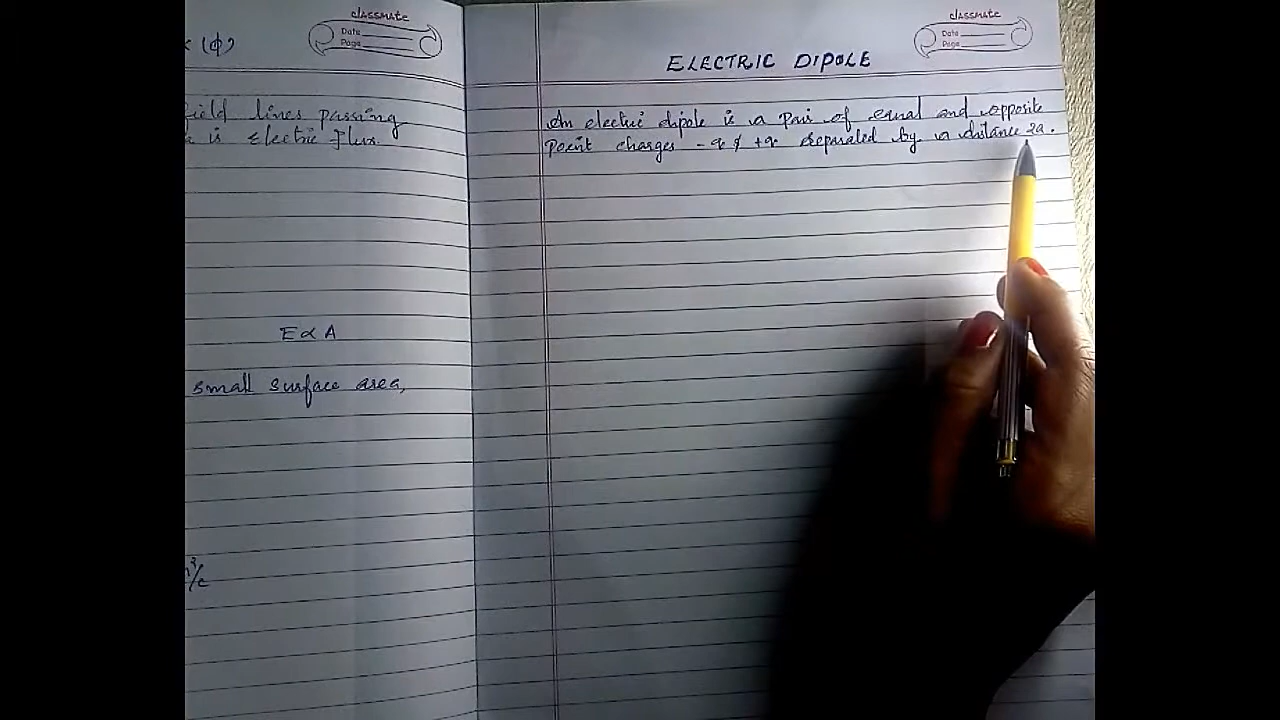 classmate
Date
Page
(ϕ)
field lines passing
is Electric Flux.
E∝A
small surface area,
/c
classmate
Date
Page
ELECTRIC DIPOLE
An electric dipole is a pair of equal and opposite
point charges -q & +q separated by a distance 2a.